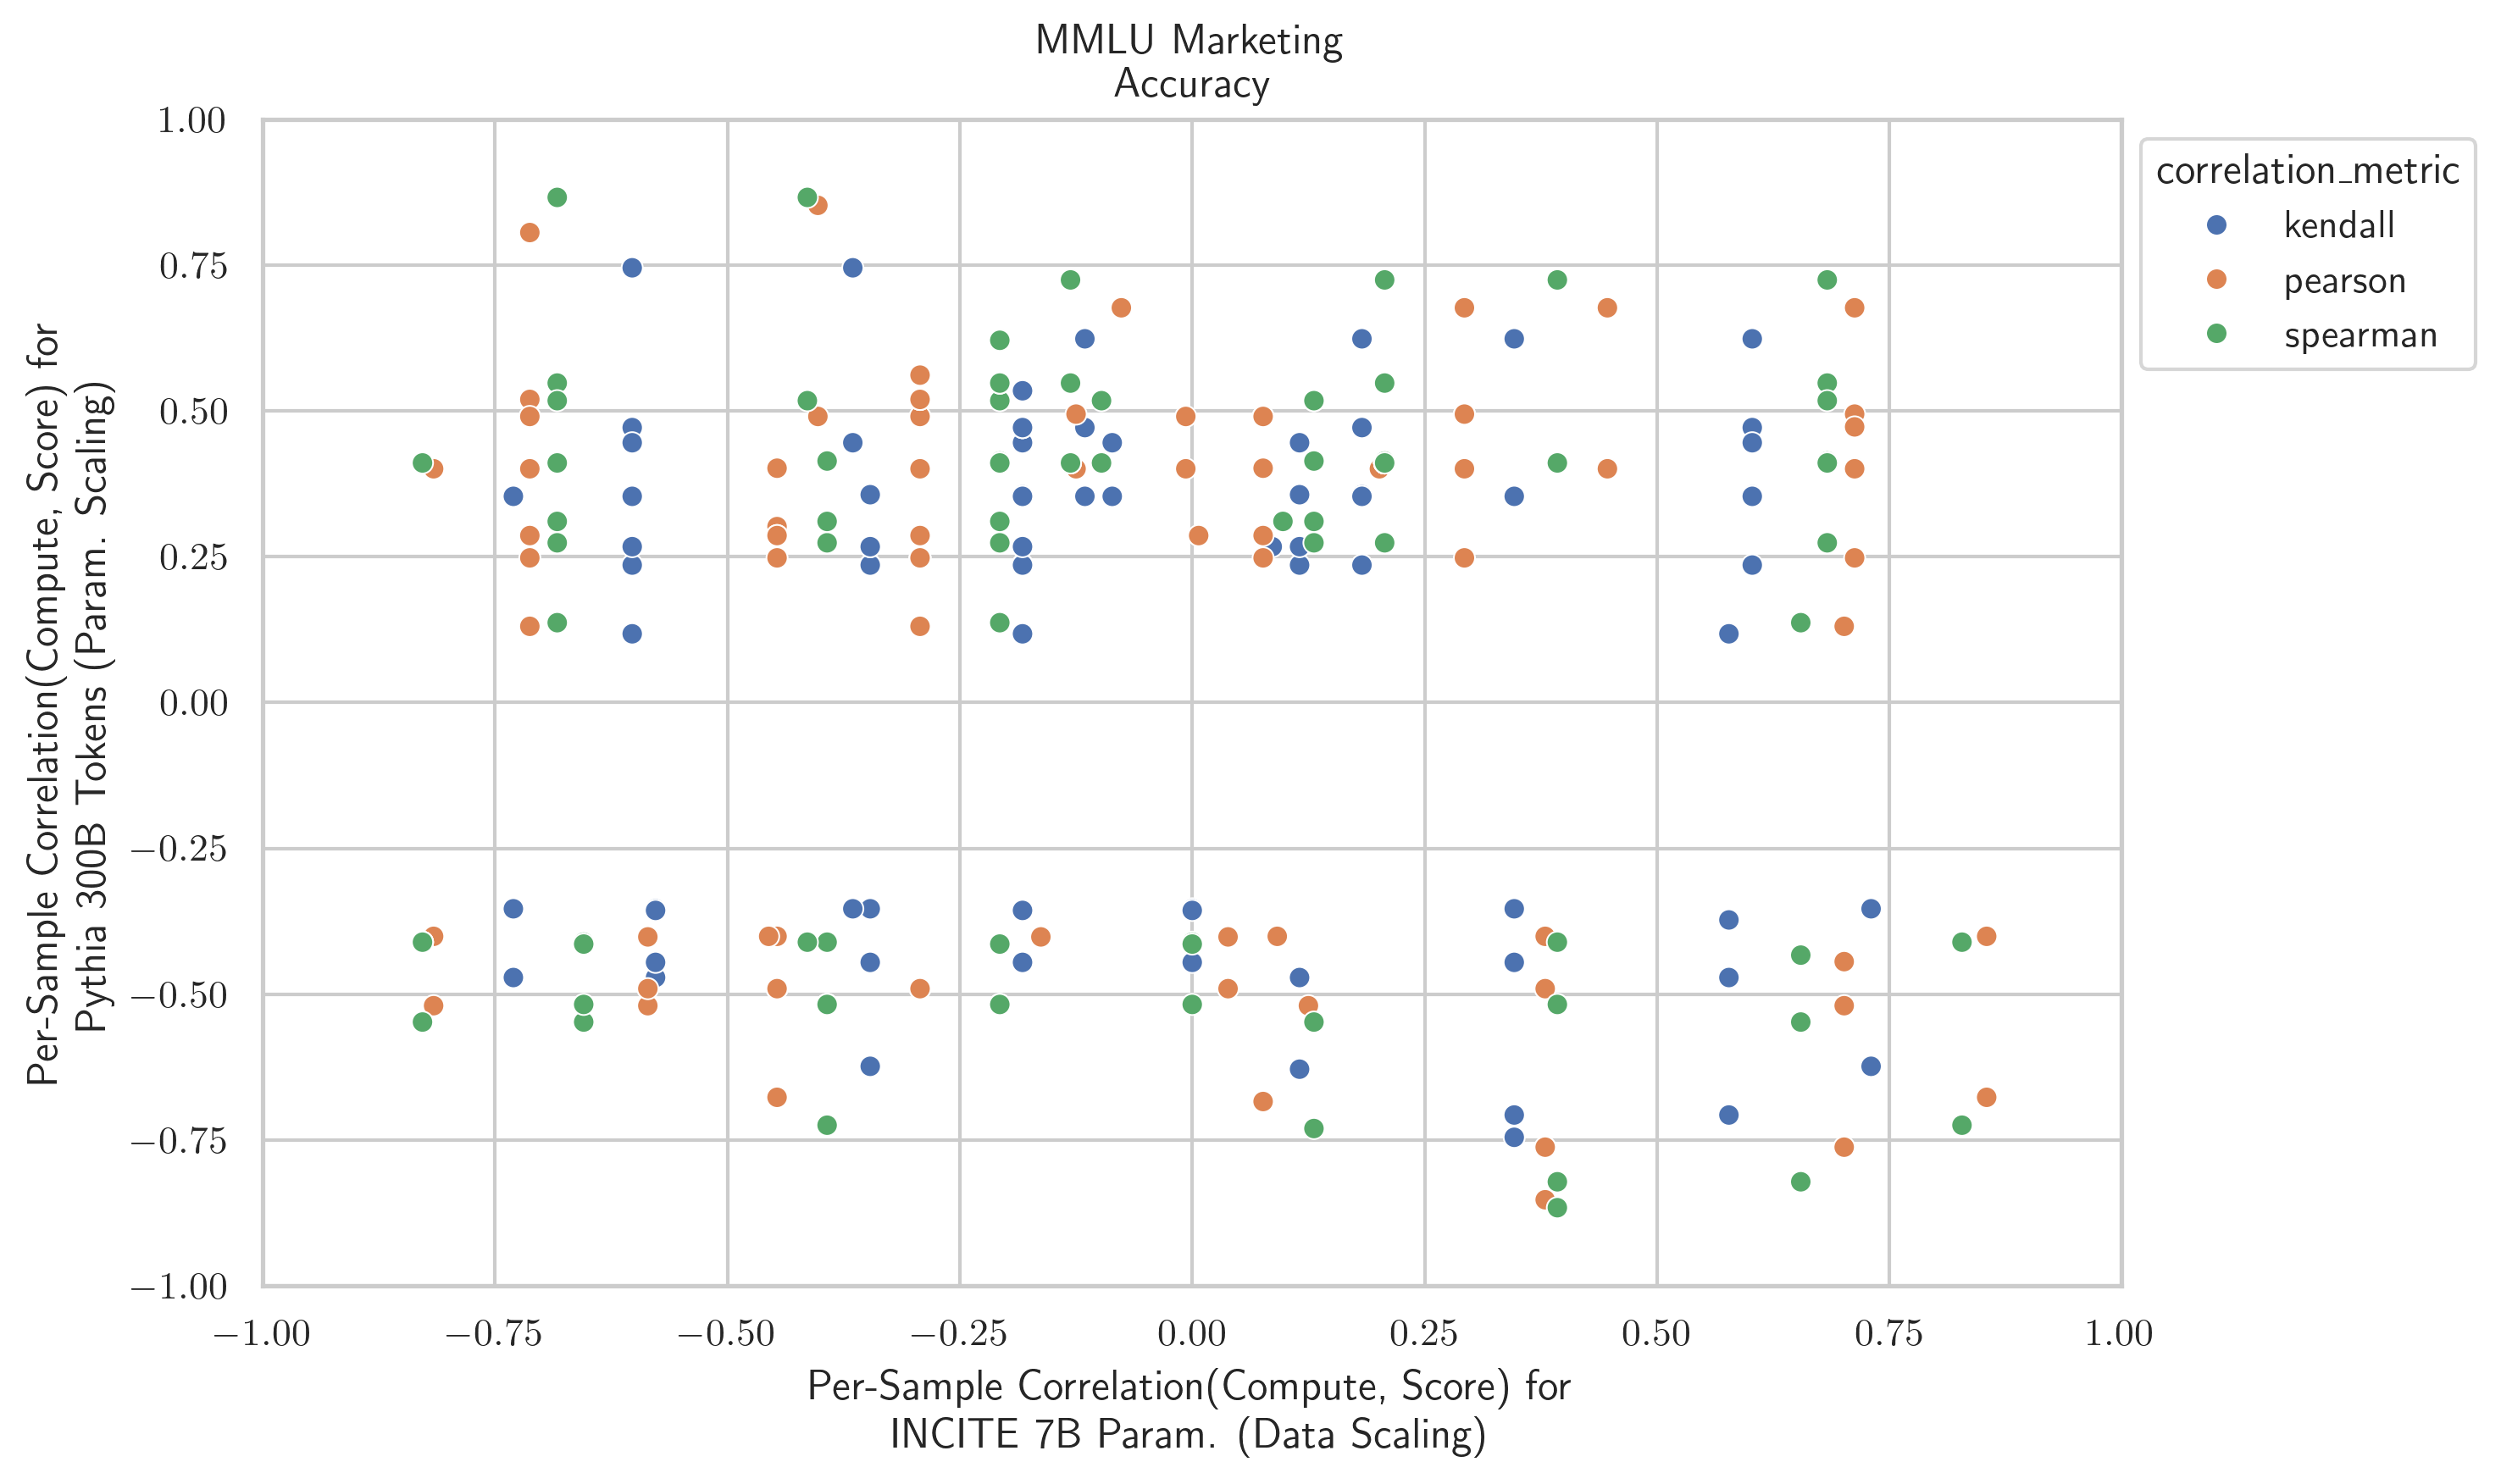 MMLU Marketing
Accuracy
1.00
0.75
0.50
0.25
0.00
−0.25
−0.50
−0.75
−1.00
Per-Sample Correlation(Compute, Score) for
Pythia 300B Tokens (Param. Scaling)
correlation_metric
kendall
pearson
spearman
−1.00 −0.75 −0.50 −0.25 0.00 0.25 0.50 0.75 1.00
Per-Sample Correlation(Compute, Score) for
INCITE 7B Param. (Data Scaling)